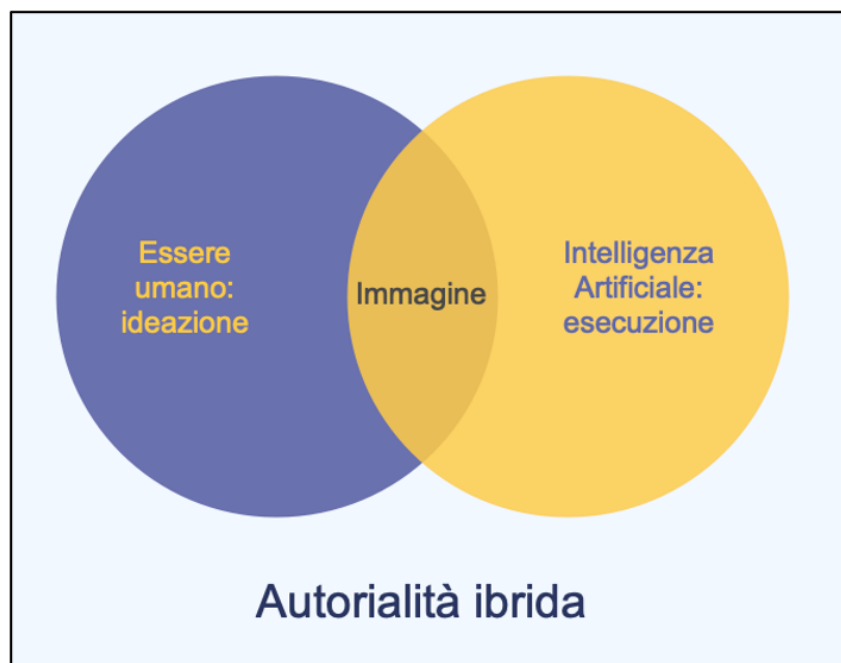 Essere
umano:
ideazione
Immagine
Intelligenza
Artificiale:
esecuzione
Autorialità ibrida